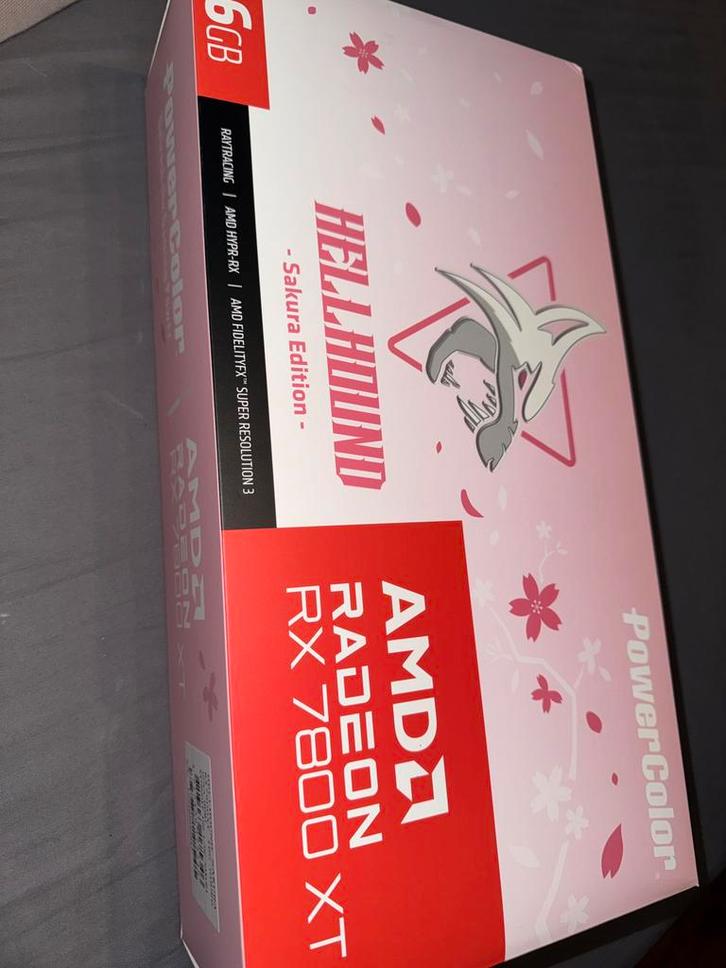 PowerColor
HELLHOUND
- Sakura Edition -
6GB
RAYTRACING | AMD HYPR-RX | AMD FIDELITYFX™ SUPER RESOLUTION 3
AMD
RADEON
RX 7800 XT
PowerColor
AMD
RADEON
RX 7800 XT